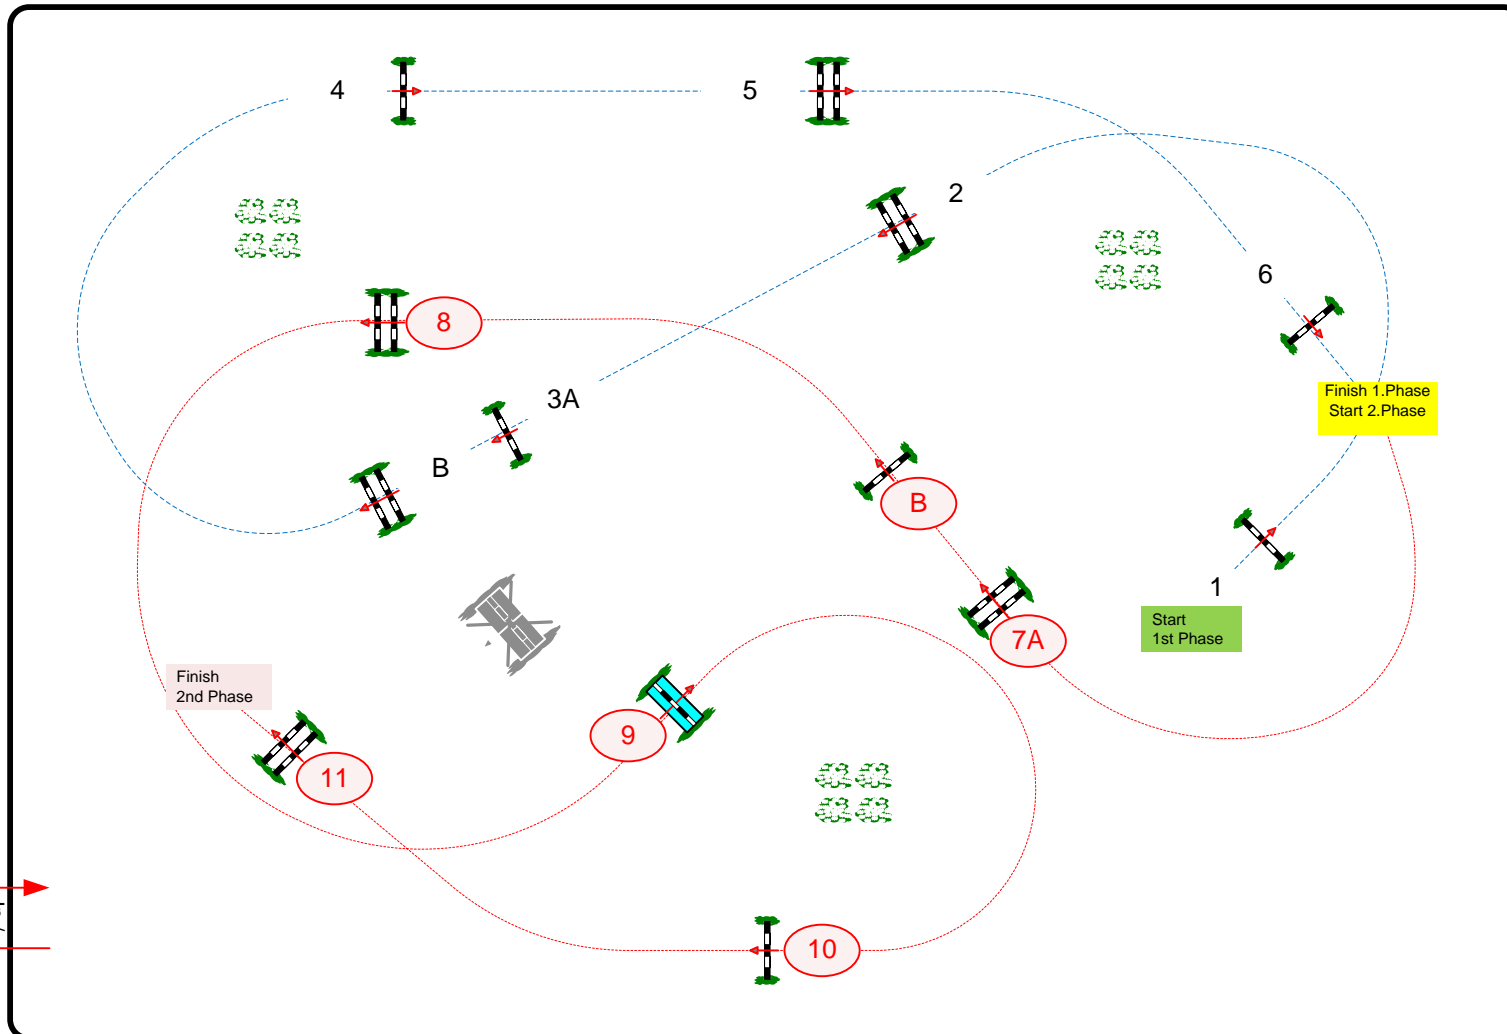 4
5
2
6
8
3A
Finish 1.Phase
Start 2.Phase
B
B
1
Start
1st Phase
7A
Finish
2nd Phase
9
11
10